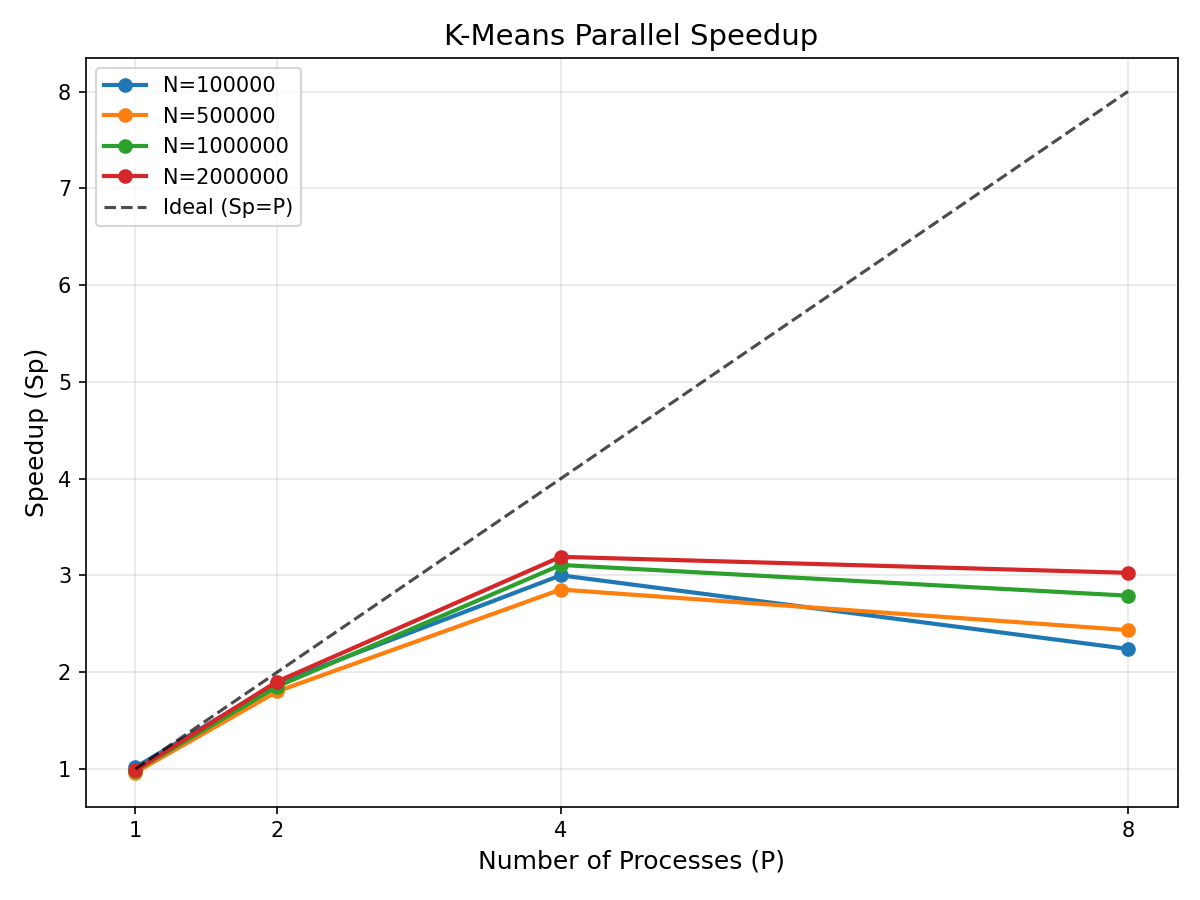 K-Means Parallel Speedup
N=100000
N=500000
N=1000000
N=2000000
Ideal (Sp=P)
8
7
6
5
4
3
2
1
Speedup (Sp)
1 2 4 8
Number of Processes (P)